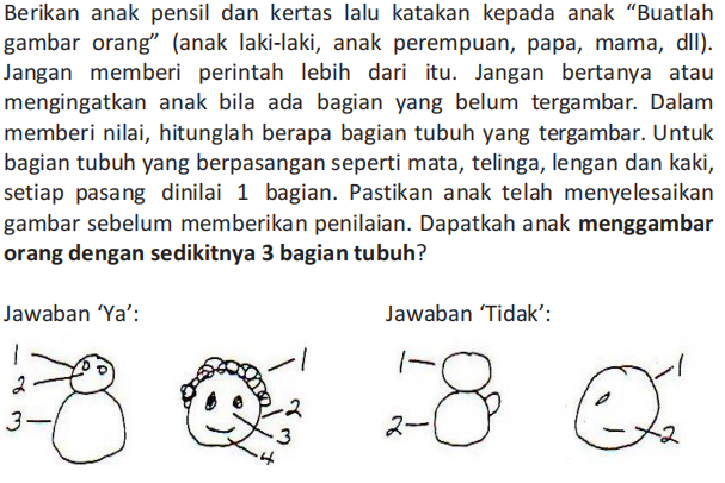 Berikan anak pensil dan kertas lalu katakan kepada anak “Buatlah
gambar orang” (anak laki-laki, anak perempuan, papa, mama, dll).
Jangan memberi perintah lebih dari itu. Jangan bertanya atau
mengingatkan anak bila ada bagian yang belum tergambar. Dalam
memberi nilai, hitunglah berapa bagian tubuh yang tergambar. Untuk
bagian tubuh yang berpasangan seperti mata, telinga, lengan dan kaki,
setiap pasang dinilai 1 bagian. Pastikan anak telah menyelesaikan
gambar sebelum memberikan penilaian. Dapatkah anak menggambar
orang dengan sedikitnya 3 bagian tubuh?
Jawaban ‘Ya’:
Jawaban ‘Tidak’:
1
2
3
1
2
3
4
1
2
1
2